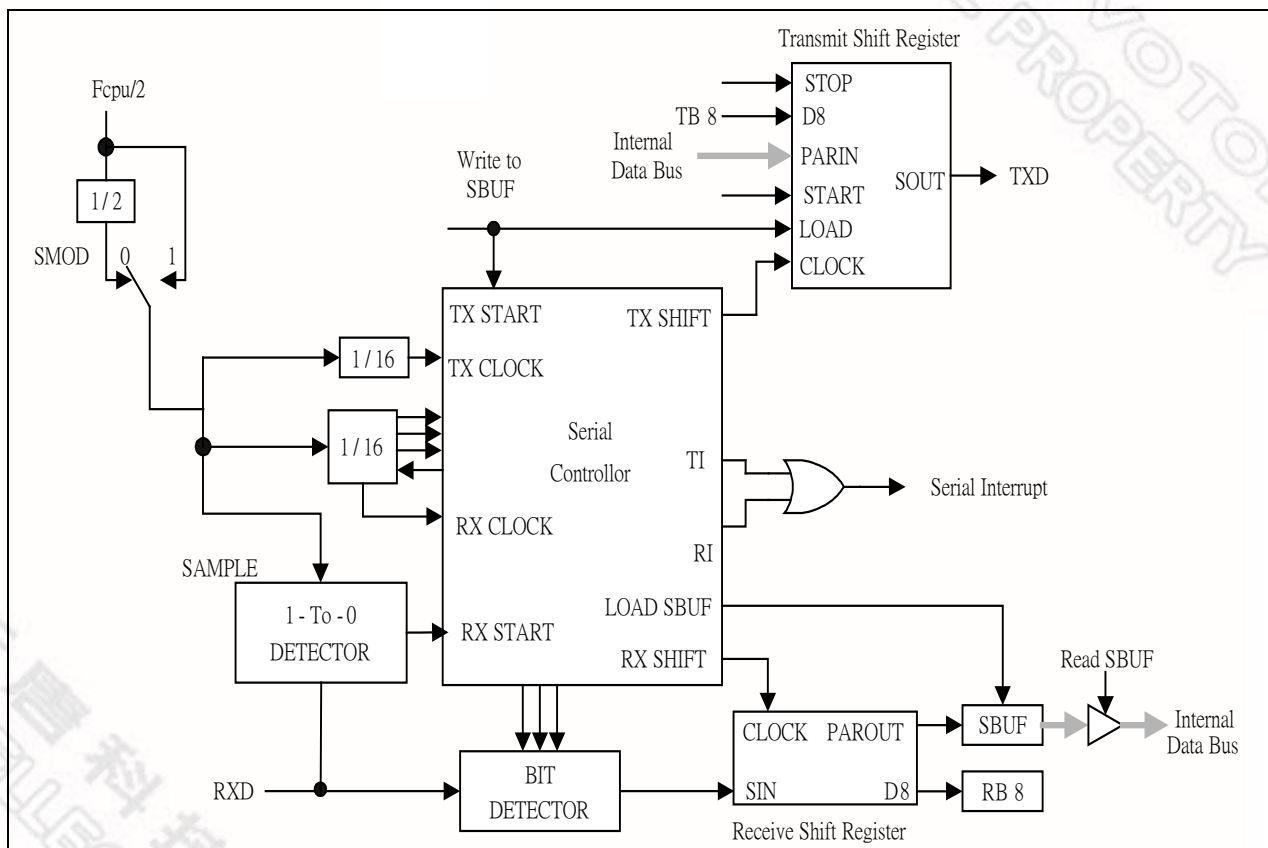 Transmit Shift Register
Fcpu/2
STOP
TB 8
D8
Internal
Data Bus
PARIN
Write to
SBUF
SOUT
TXD
1/2
START
LOAD
SMOD
0
1
CLOCK
TX START
TX SHIFT
1/16
TX CLOCK
1/16
Serial
Controllor
TI
Serial Interrupt
RX CLOCK
RI
SAMPLE
1-To-0
DETECTOR
LOAD SBUF
RX START
RX SHIFT
Read SBUF
CLOCK
PAROUT
SBUF
Internal
Data Bus
RXD
BIT
DETECTOR
SIN
D8
RB 8
Receive Shift Register
PROPERTY
科